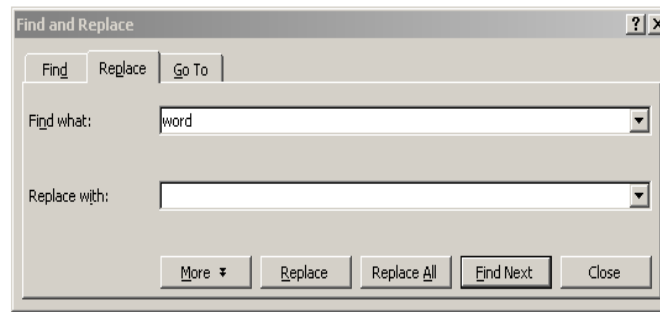 Find and Replace ? X
Find Replace Go To
Find what: word
Replace with:
More Replace Replace All Find Next Close